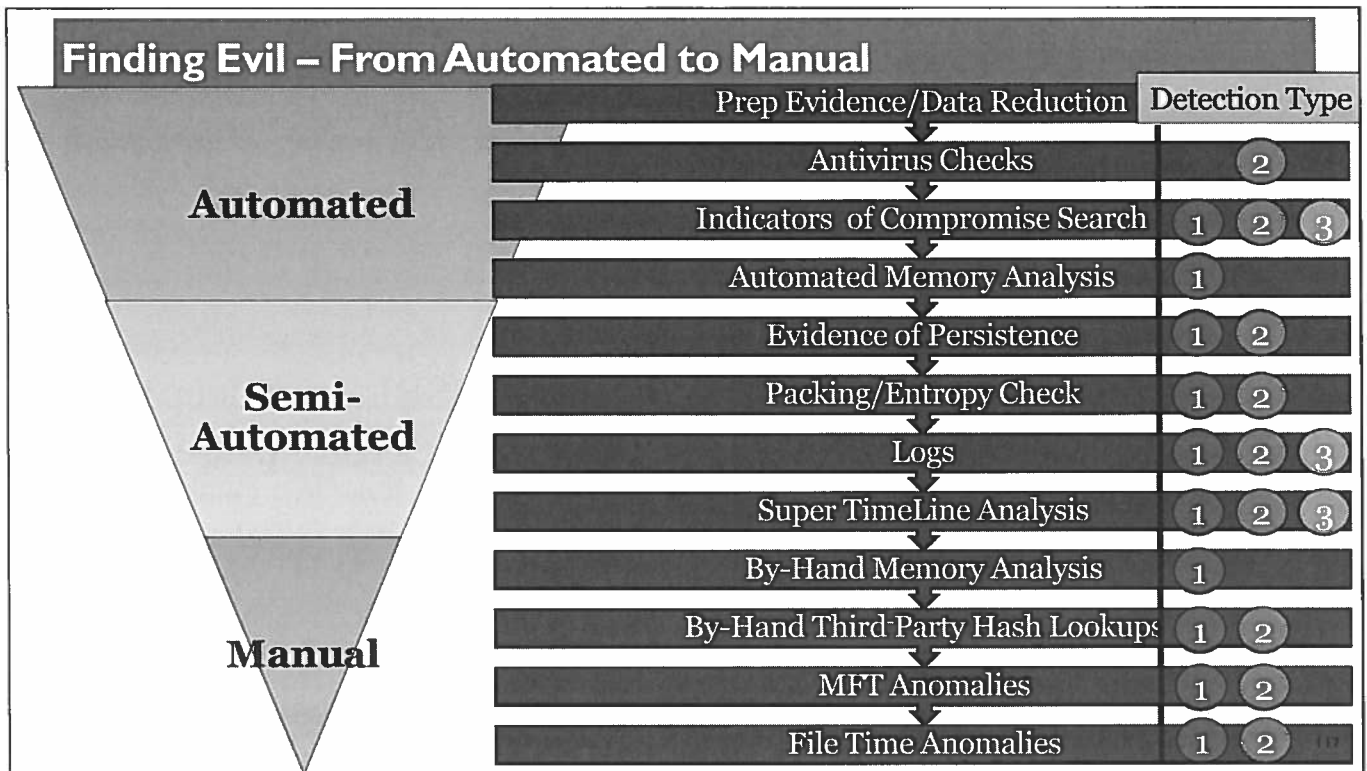 Finding Evil – From Automated to Manual
Prep Evidence/Data Reduction
Detection Type
Antivirus Checks
2
Indicators of Compromise Search
1 2 3
Automated Memory Analysis
1
Evidence of Persistence
1 2
Packing/Entropy Check
1 2
Logs
1 2 3
Super TimeLine Analysis
1 2 3
By-Hand Memory Analysis
1
By-Hand Third-Party Hash Lookups
1 2
MFT Anomalies
1 2
File Time Anomalies
1 2
Automated
Semi-
Automated
Manual